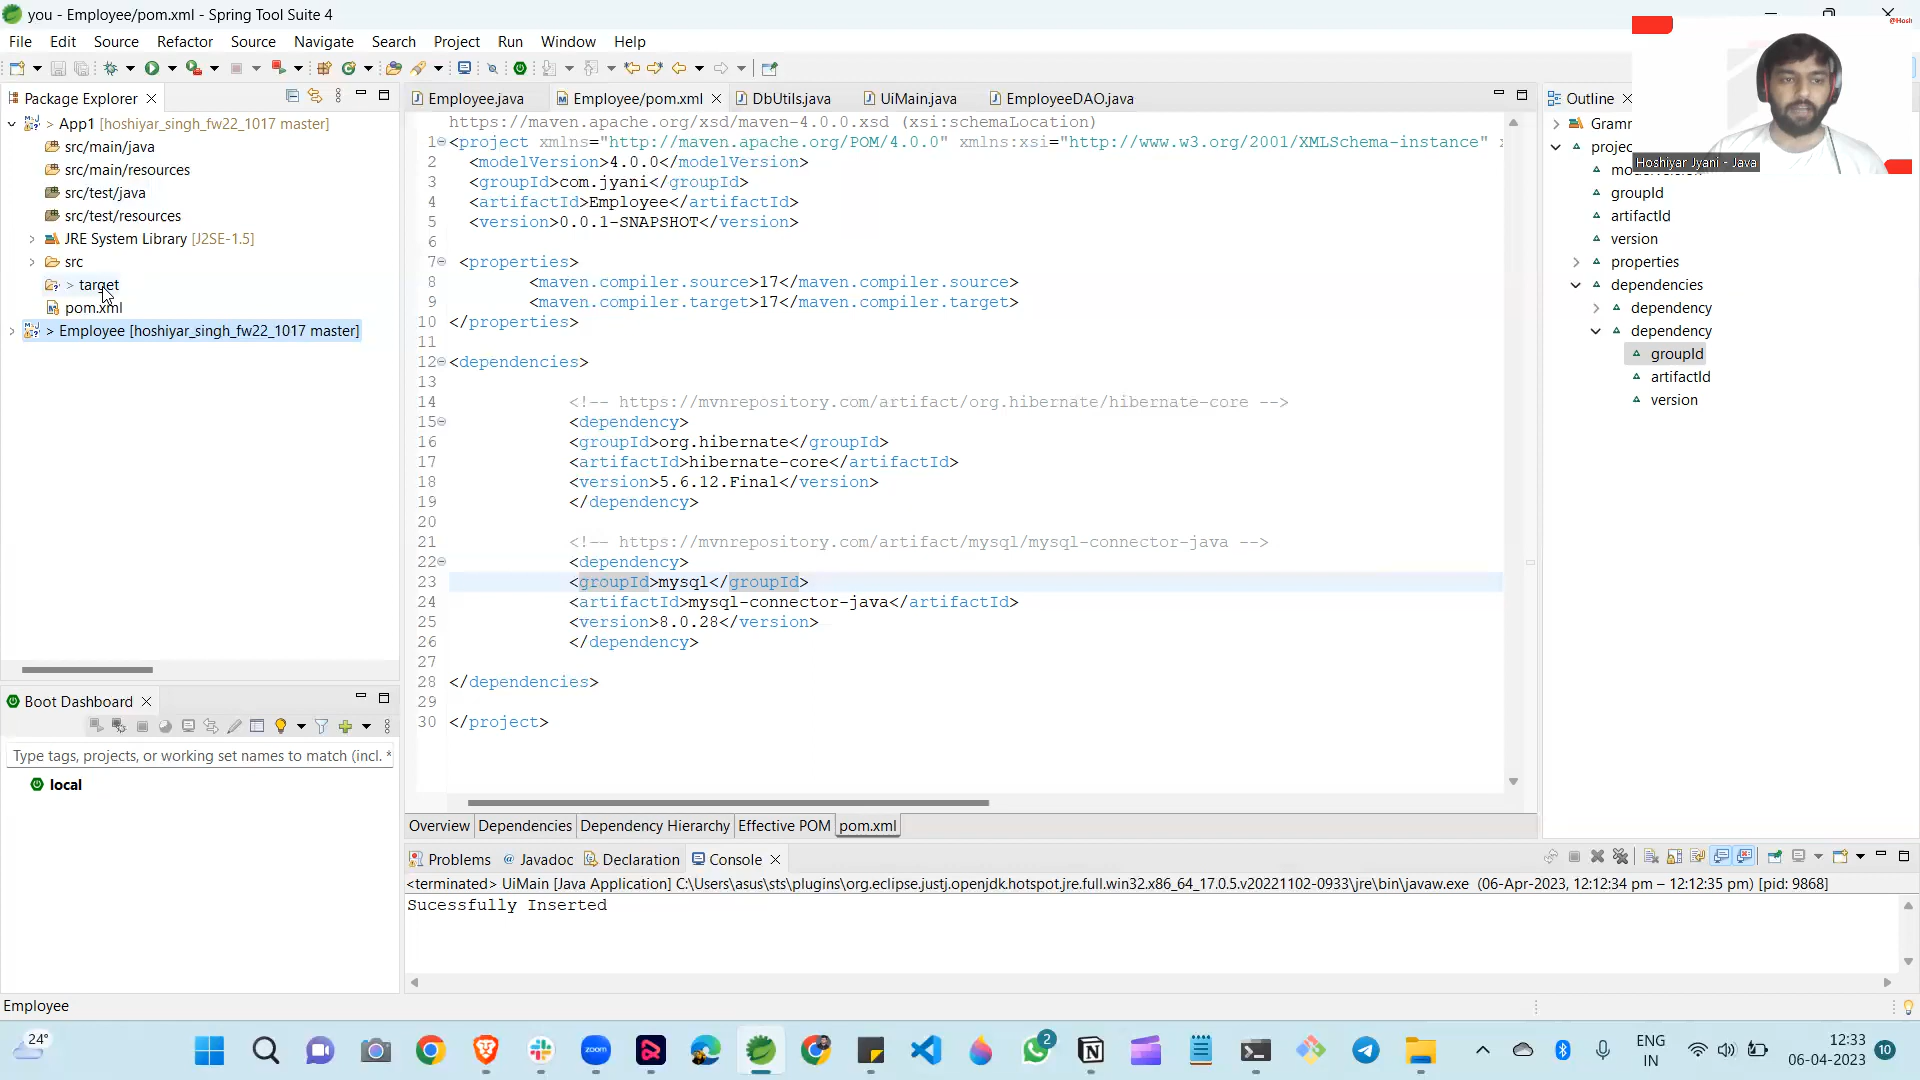 you - Employee/pom.xml - Spring Tool Suite 4
File Edit Source Refactor Source Navigate Search Project Run Window Help
@Hosh
Package Explorer
> App1 [hoshiyar_singh_fw22_1017 master]
src/main/java
src/main/resources
src/test/java
src/test/resources
JRE System Library [J2SE-1.5]
src
> target
pom.xml
> Employee [hoshiyar_singh_fw22_1017 master]
Employee.java Employee/pom.xml DbUtils.java UiMain.java EmployeeDAO.java
https://maven.apache.org/xsd/maven-4.0.0.xsd (xsi:schemaLocation)
1 <project xmlns="http://maven.apache.org/POM/4.0.0" xmlns:xsi="http://www.w3.org/2001/XMLSchema-instance"
2 <modelVersion>4.0.0</modelVersion>
3 <groupId>com.jyani</groupId>
4 <artifactId>Employee</artifactId>
5 <version>0.0.1-SNAPSHOT</version>
6
7 <properties>
8 <maven.compiler.source>17</maven.compiler.source>
9 <maven.compiler.target>17</maven.compiler.target>
10 </properties>
11
12 <dependencies>
13
14 <!-- https://mvnrepository.com/artifact/org.hibernate/hibernate-core -->
15 <dependency>
16 <groupId>org.hibernate</groupId>
17 <artifactId>hibernate-core</artifactId>
18 <version>5.6.12.Final</version>
19 </dependency>
20
21 <!-- https://mvnrepository.com/artifact/mysql/mysql-connector-java -->
22 <dependency>
23 <groupId>mysql</groupId>
24 <artifactId>mysql-connector-java</artifactId>
25 <version>8.0.28</version>
26 </dependency>
27
28 </dependencies>
29
30 </project>
Overview Dependencies Dependency Hierarchy Effective POM pom.xml
Outline
Gramm
projec
Hoshiyar Jyani - Java
groupId
artifactId
version
properties
dependencies
dependency
dependency
groupId
artifactId
version
Boot Dashboard
Type tags, projects, or working set names to match (incl. *
local
Problems Javadoc Declaration Console
<terminated> UiMain [Java Application] C:\Users\asus\sts\plugins\org.eclipse.justj.openjdk.hotspot.jre.full.win32.x86_64_17.0.5.v20221102-0933\jre\bin\javaw.exe (06-Apr-2023, 12:12:34 pm – 12:12:35 pm) [pid: 9868]
Sucessfully Inserted
Employee
24°
zoom
2
ENG
IN
12:33
06-04-2023
10